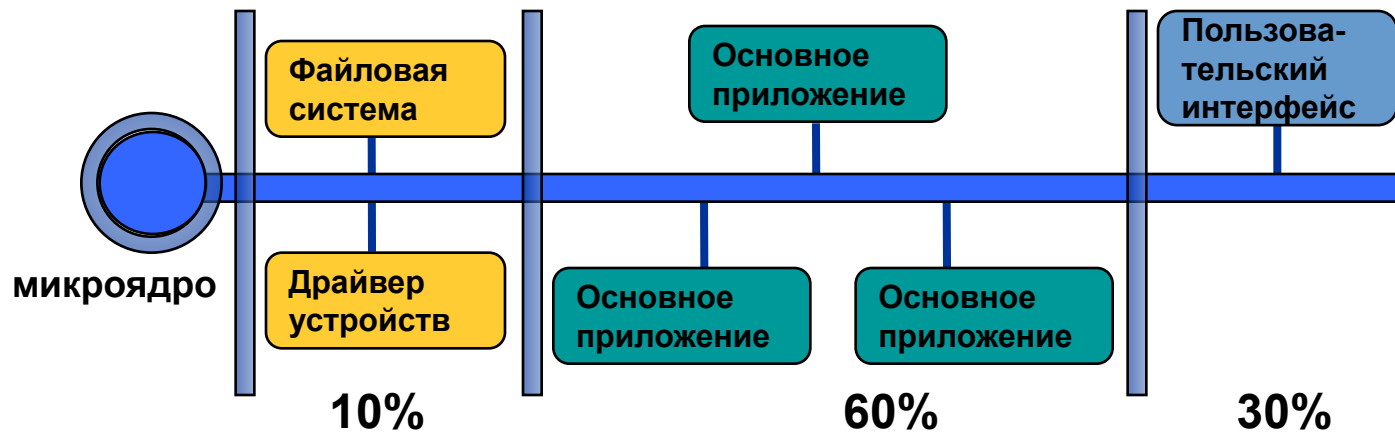 Файловая
система
Основное
приложение
Пользова-
тельский
интерфейс
микроядро
Драйвер
устройств
Основное
приложение
Основное
приложение
10%
60%
30%